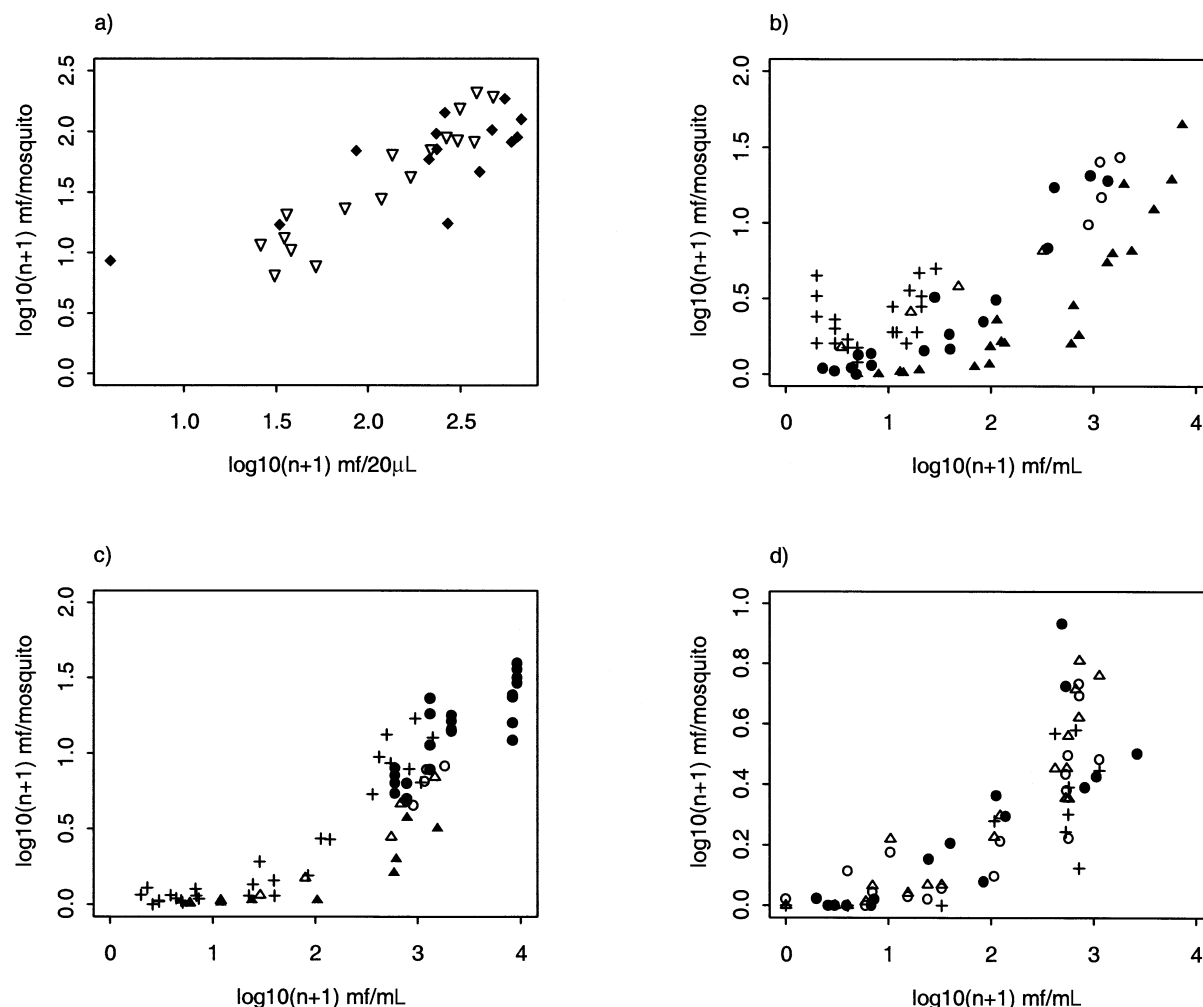 a)
log10(n+1) mf/mosquito
0.0 0.5 1.0 1.5 2.0 2.5
1.0 1.5 2.0 2.5
log10(n+1) mf/20μL
b)
log10(n+1) mf/mosquito
0.0 0.5 1.0 1.5 2.0
0 1 2 3 4
log10(n+1) mf/mL
c)
log10(n+1) mf/mosquito
0.0 0.5 1.0 1.5 2.0
0 1 2 3 4
log10(n+1) mf/mL
d)
log10(n+1) mf/mosquito
0.0 0.2 0.4 0.6 0.8 1.0
0 1 2 3 4
log10(n+1) mf/mL